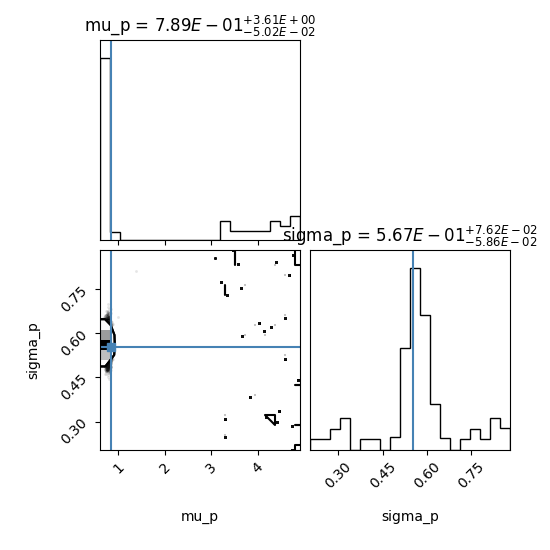 mu_p = 7.89E − 01+3.61E+00−5.02E−02
sigma_p = 5.67E − 01+7.62E−02−5.86E−02
0.75
0.60
0.45
0.30
sigma_p
1 2 3 4
mu_p
0.30 0.45 0.60 0.75
sigma_p